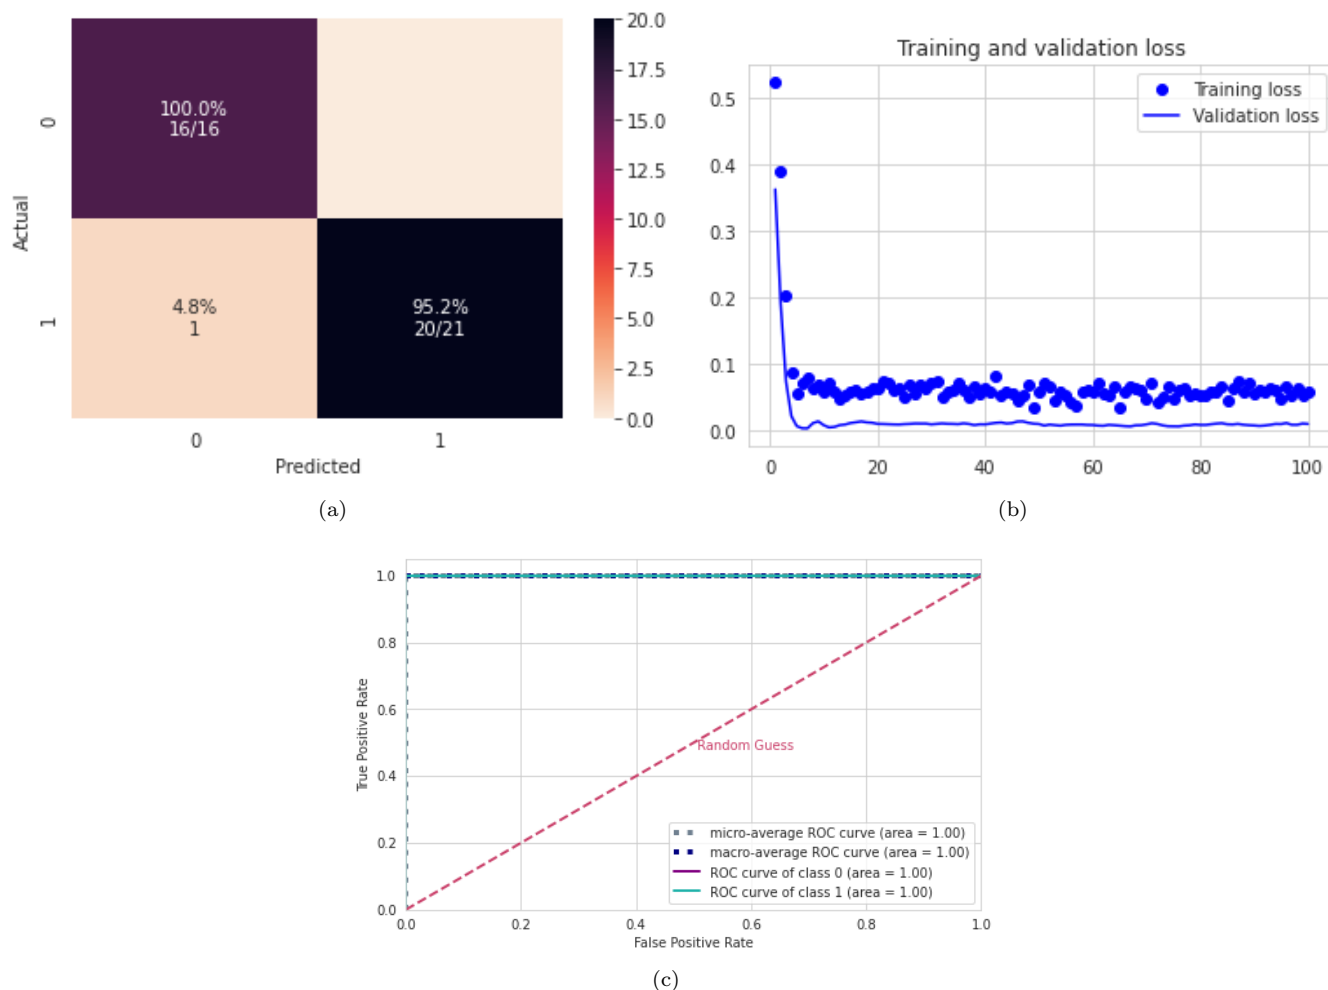 100.0%
16/16
4.8%
1
95.2%
20/21
0
1
Actual
0
1
Predicted
20.0
17.5
15.0
12.5
10.0
7.5
5.0
2.5
0.0
(a)
Training and validation loss
Training loss
Validation loss
0.5
0.4
0.3
0.2
0.1
0.0
0 20 40 60 80 100
(b)
1.0
0.8
0.6
0.4
0.2
0.0
True Positive Rate
Random Guess
micro-average ROC curve (area = 1.00)
macro-average ROC curve (area = 1.00)
ROC curve of class 0 (area = 1.00)
ROC curve of class 1 (area = 1.00)
0.0 0.2 0.4 0.6 0.8 1.0
False Positive Rate
(c)